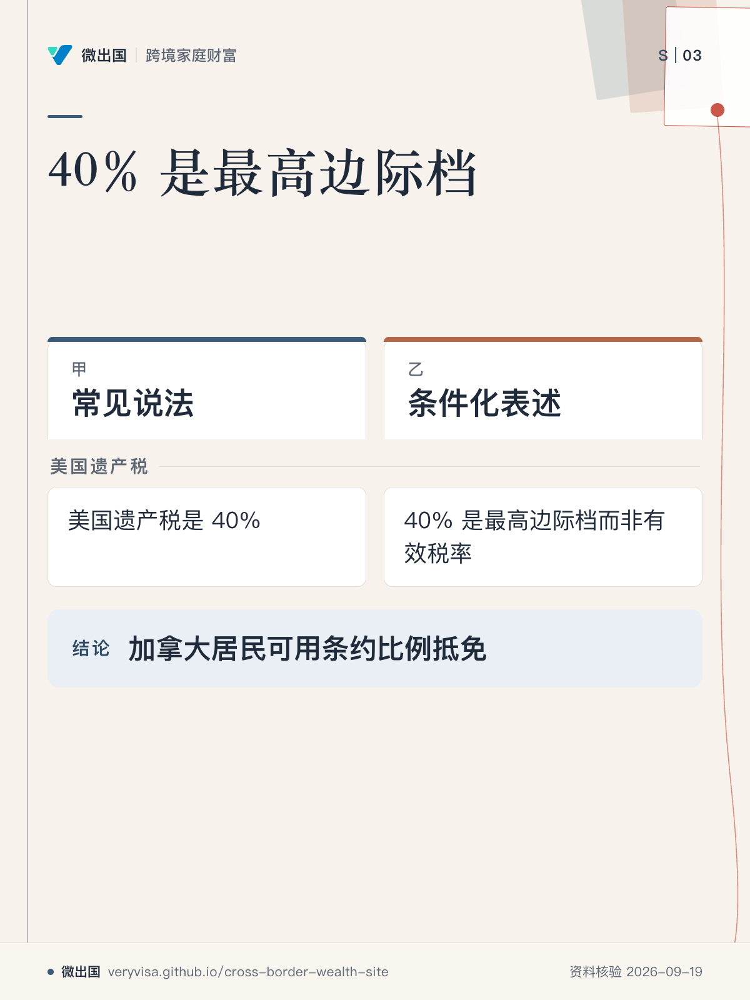 微出国 跨境家庭财富
S 03
40% 是最高边际档
甲
常见说法
乙
条件化表述
美国遗产税
美国遗产税是 40%
40% 是最高边际档而非有
效税率
结论 加拿大居民可用条约比例抵免
微出国 veryvisa.github.io/cross-border-wealth-site
资料核验 2026-09-19